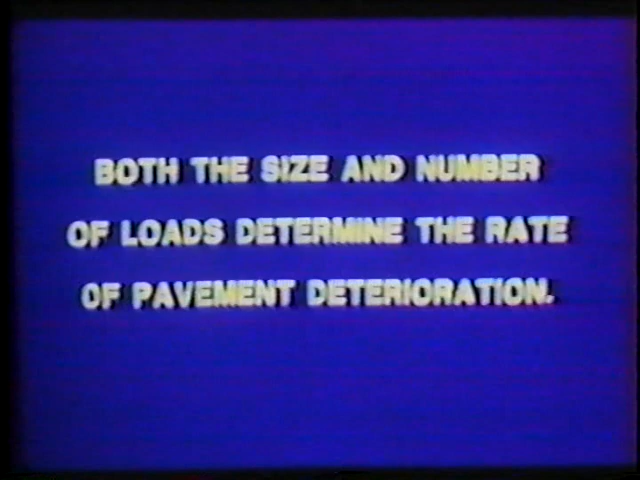 BOTH THE SIZE AND NUMBER
OF LOADS DETERMINE THE RATE
OF PAVEMENT DETERIORATION.